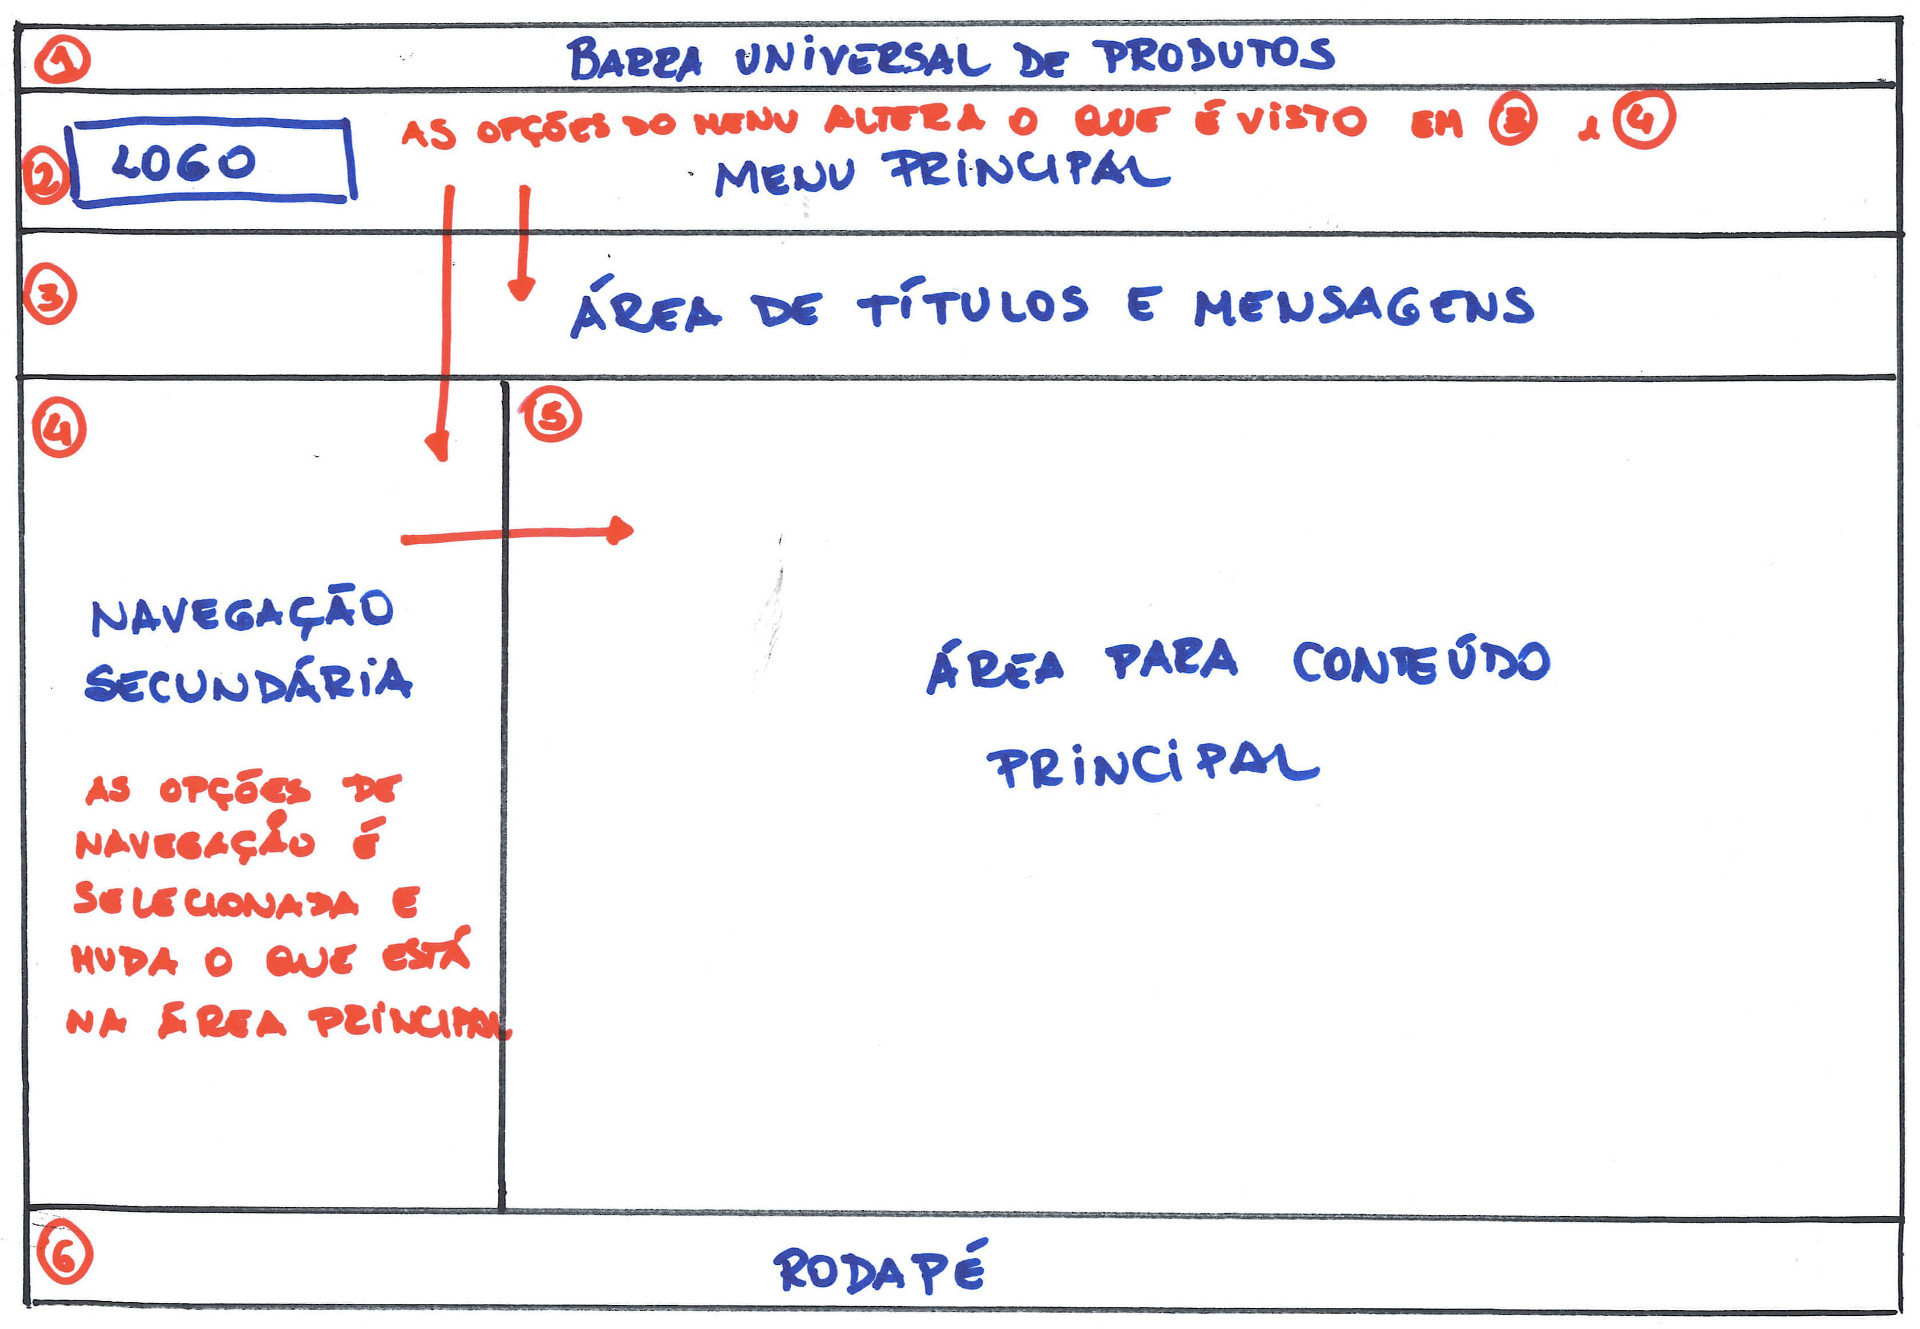 1 BARRA UNIVERSAL DE PRODUTOS
AS OPÇÕES DO MENU ALTERA O QUE É VISTO EM 3 e 4
2 LOGO MENU PRINCIPAL
3 ÁREA DE TÍTULOS E MENSAGENS
4
NAVEGAÇÃO
SECUNDÁRIA
AS OPÇÕES DE
NAVEGAÇÃO É
SELECIONADA E
MUDA O QUE ESTÁ
NA ÁREA PRINCIPAL
5
ÁREA PARA CONTEÚDO
PRINCIPAL
6 RODAPÉ